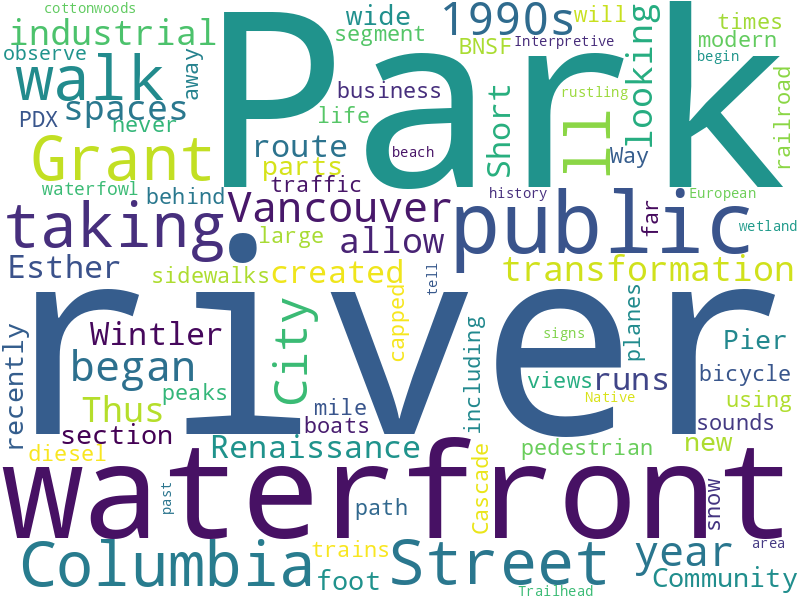 cottonwoods
industrial
wide
1990s
will
times
observe
walk
away
Park
segment
BNSF
Interpretive
looking
modern
begin
spaces
business
PDX
never
life
Short
rustling
ll
railroad
Grant
route
parts
beach
Way
waterfowl
behind
traffic
history
European
taking
Vancouver
public
far
wetland
large
allow
Esther
sidewalks
created
tell
transformation
river
recently
Wintler
City
capped
including
signs
planes
Pier
began
peaks
views
runs
bicycle
Thus
mile
Native
using
section
boats
sounds
diesel
Renaissance
pedestrian
new
waterfront
past
path
Cascade
snow
Columbia
trains
Street
year
area
foot
Community
Trailhead